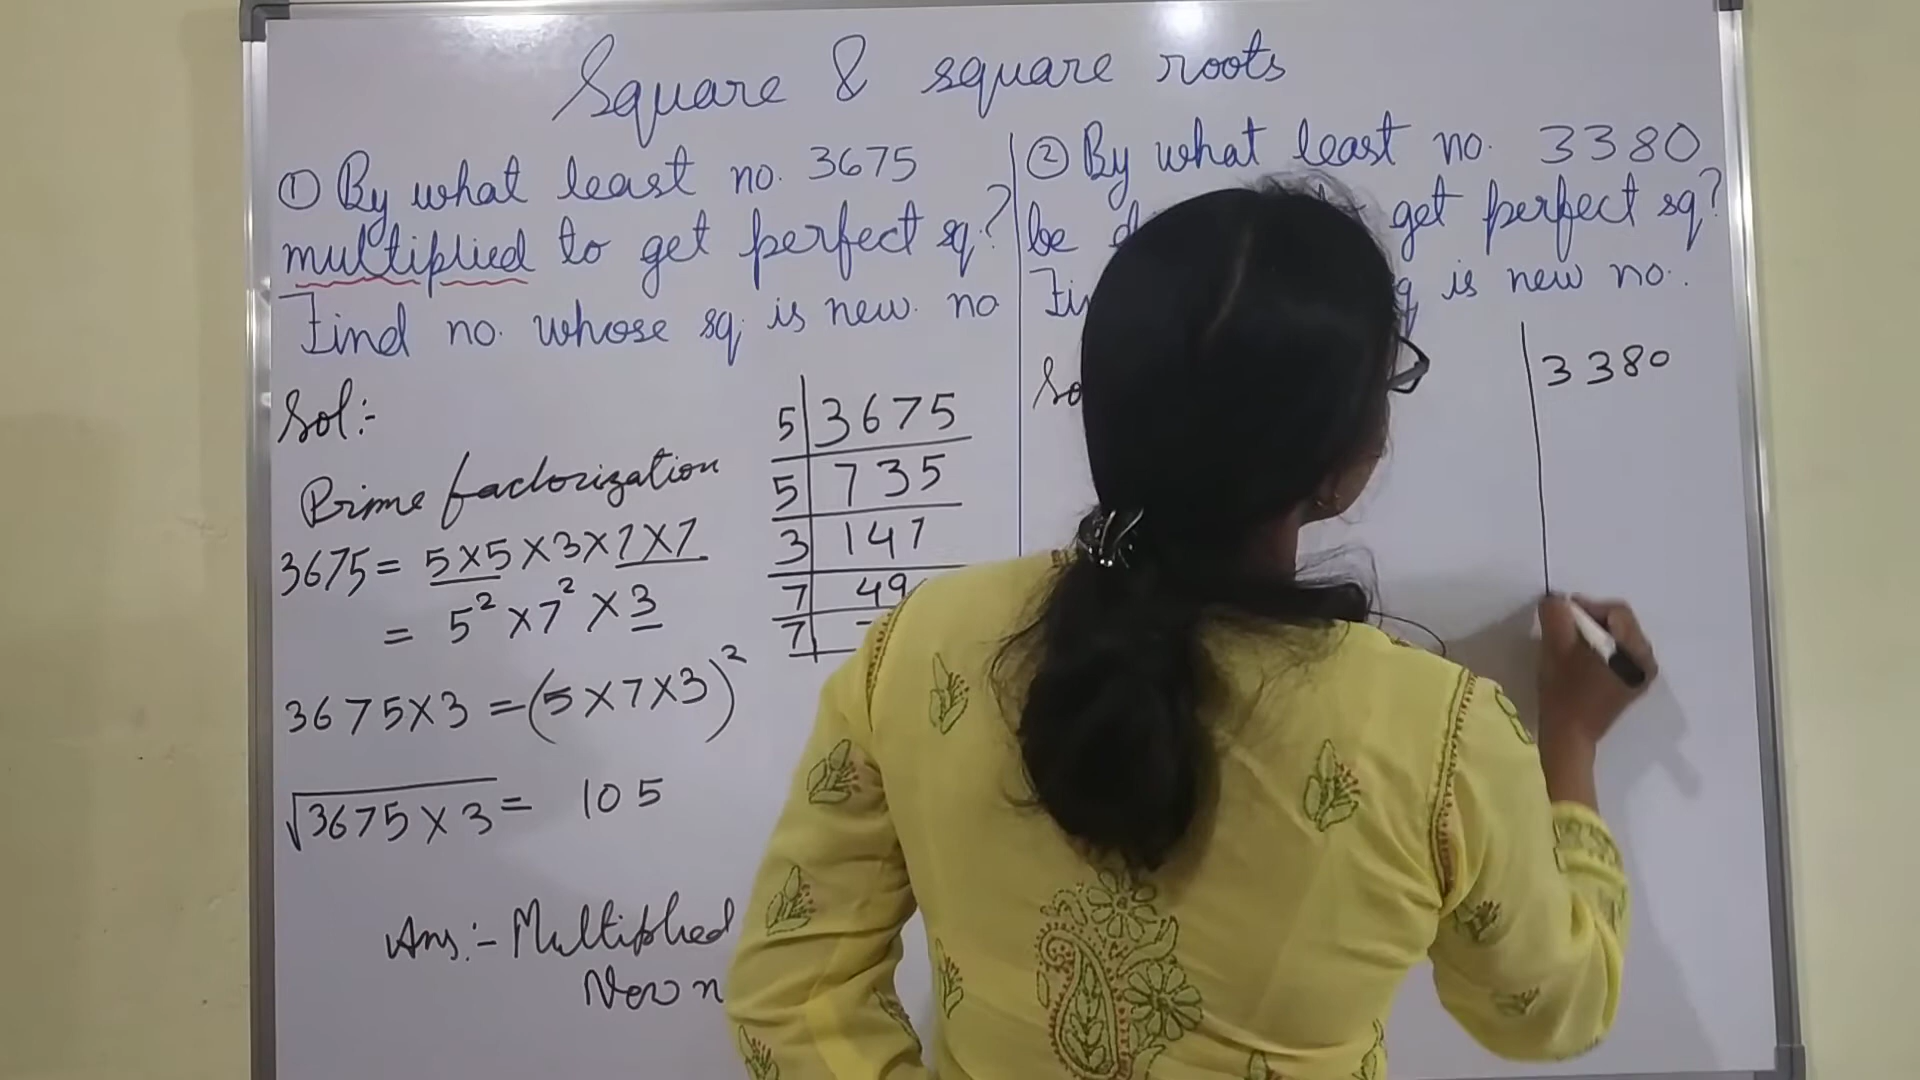 Square & square roots
① By what least no. 3675
multiplied to get perfect sq.?
Find no. whose sq. is new. no
Sol:-
Prime factorization
3675 = 5×5×3×7×7
= 5² × 7² × 3
3675×3 = (5×7×3)²
√3675×3 = 105
Ans:- Multiplied
New n
5 | 3675
5 | 735
3 | 147
7 | 49
7 |
② By what least no. 3380
be get perfect sq?
is new no.
3380